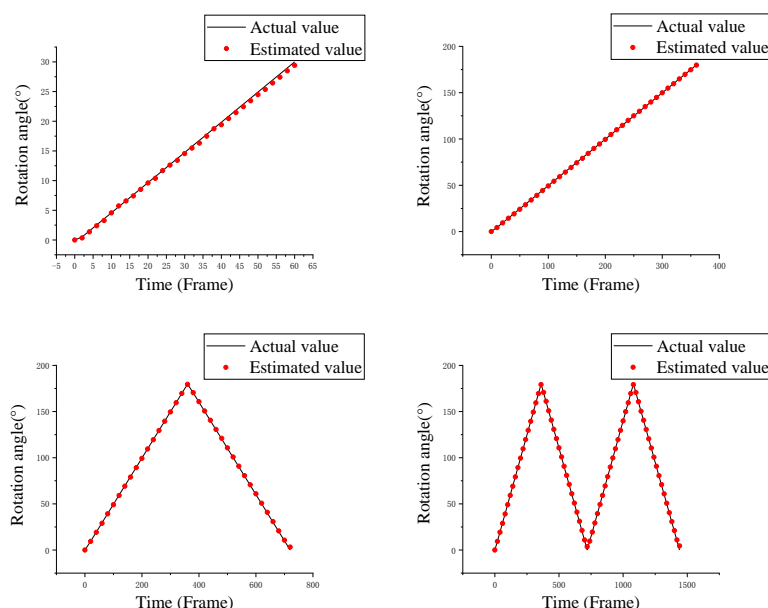 Actual value
Estimated value
30
25
20
15
10
5
0
Rotation angle(°)
-5 0 5 10 15 20 25 30 35 40 45 50 55 60 65
Time (Frame)
Actual value
Estimated value
200
150
100
50
0
Rotation angle(°)
0 100 200 300 400
Time (Frame)
Actual value
Estimated value
200
150
100
50
0
Rotation angle(°)
0 200 400 600 800
Time (Frame)
Actual value
Estimated value
200
150
100
50
0
Rotation angle(°)
0 500 1000 1500
Time (Frame)